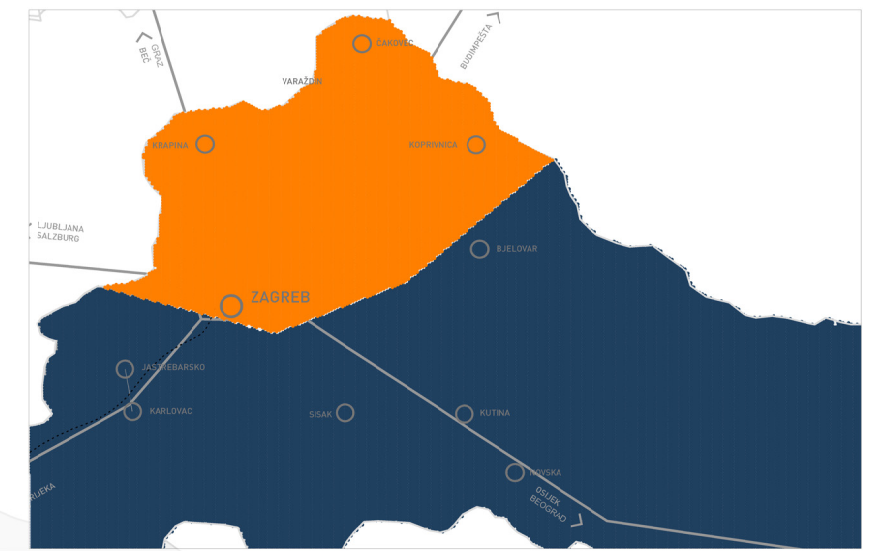 ČAKOVEC
GRAZ
BEČ
BUDIMPEŠTA
VARAŽDIN
KRAPINA
KOPRIVNICA
LJUBLJANA
SALZBURG
BJELOVAR
ZAGREB
JASTREBARSKO
KARLOVAC
SISAK
KUTINA
NOVSKA
RIJEKA
OSIJEK
BEOGRAD